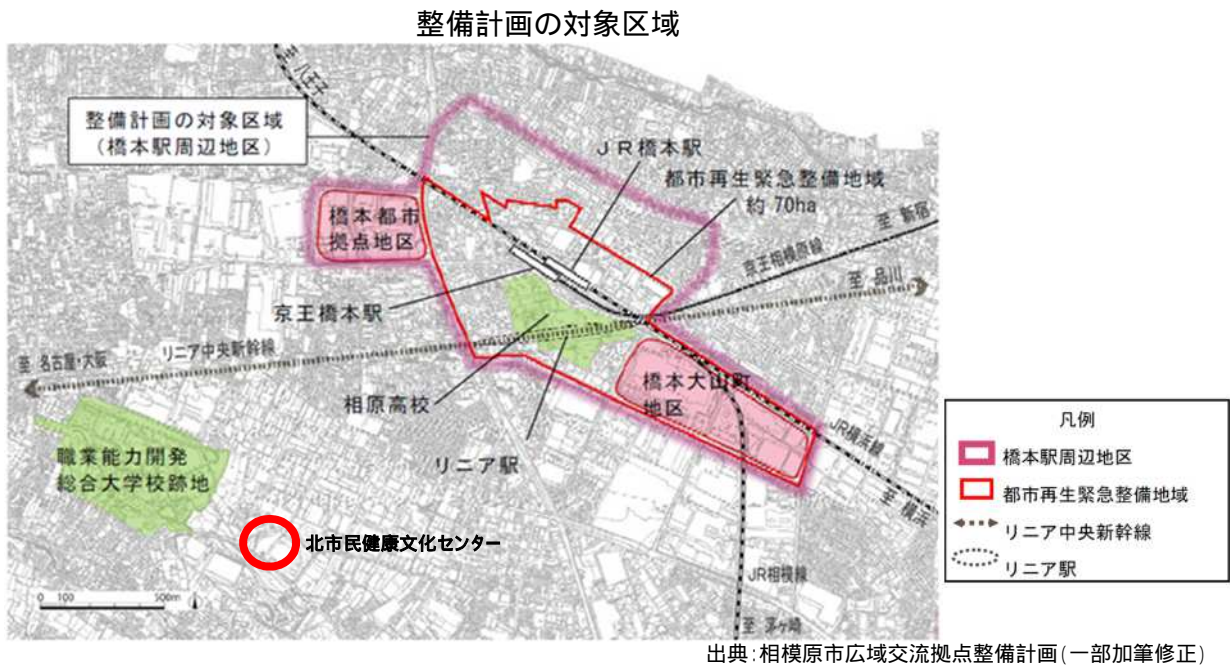 整備計画の対象区域
至 八王子
整備計画の対象区域
(橋本駅周辺地区)
JR橋本駅
都市再生緊急整備地域
約 70ha
至 新宿
橋本都市
拠点地区
京王相模原線
至 品川
京王橋本駅
リニア中央新幹線
至 名古屋・大阪
橋本大山町
地区
相原高校
JR横浜線
リニア駅
至 横浜
職業能力開発
総合大学校跡地
北市民健康文化センター
JR相模線
0 100 500m
至 茅ヶ崎
凡例
橋本駅周辺地区
都市再生緊急整備地域
リニア中央新幹線
リニア駅
出典:相模原市広域交流拠点整備計画(一部加筆修正)